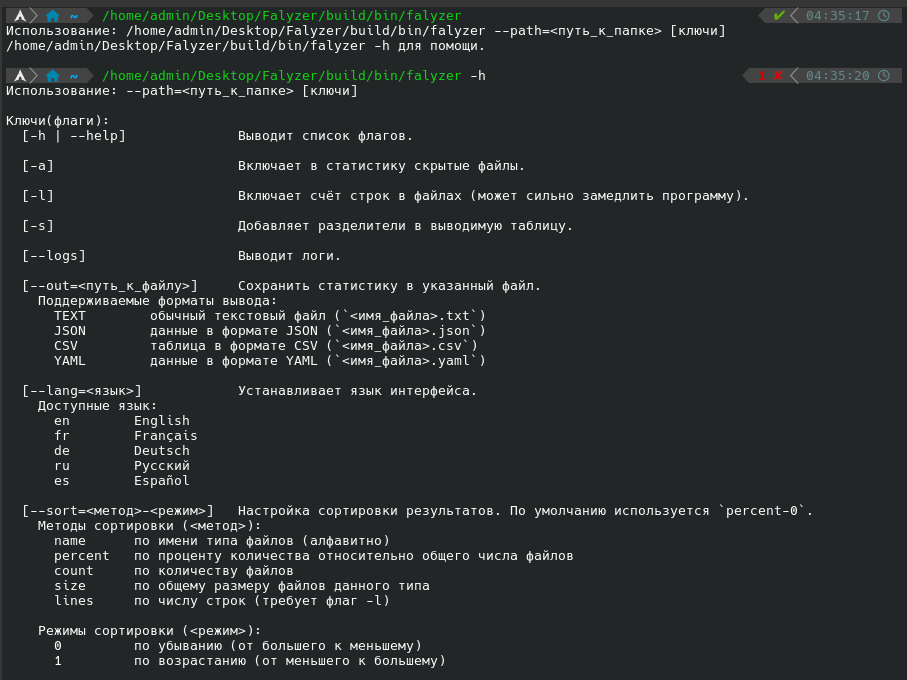 ~ /home/admin/Desktop/Falyzer/build/bin/falyzer ✔ 04:35:17
Использование: /home/admin/Desktop/Falyzer/build/bin/falyzer --path=<путь_к_папке> [ключи]
/home/admin/Desktop/Falyzer/build/bin/falyzer -h для помощи.
~ /home/admin/Desktop/Falyzer/build/bin/falyzer -h 1 ✘ 04:35:20
Использование: --path=<путь_к_папке> [ключи]
Ключи(флаги):
[-h | --help] Выводит список флагов.
[-a] Включает в статистику скрытые файлы.
[-l] Включает счёт строк в файлах (может сильно замедлить программу).
[-s] Добавляет разделители в выводимую таблицу.
[--logs] Выводит логи.
[--out=<путь_к_файлу>] Сохранить статистику в указанный файл.
Поддерживаемые форматы вывода:
TEXT обычный текстовый файл (`<имя_файла>.txt`)
JSON данные в формате JSON (`<имя_файла>.json`)
CSV таблица в формате CSV (`<имя_файла>.csv`)
YAML данные в формате YAML (`<имя_файла>.yaml`)
[--lang=<язык>] Устанавливает язык интерфейса.
Доступные язык:
en English
fr Français
de Deutsch
ru Русский
es Español
[--sort=<метод>-<режим>] Настройка сортировки результатов. По умолчанию используется `percent-0`.
Методы сортировки (<метод>):
name по имени типа файлов (алфавитно)
percent по проценту количества относительно общего числа файлов
count по количеству файлов
size по общему размеру файлов данного типа
lines по числу строк (требует флаг -l)
Режимы сортировки (<режим>):
0 по убыванию (от большего к меньшему)
1 по возрастанию (от меньшего к большему)